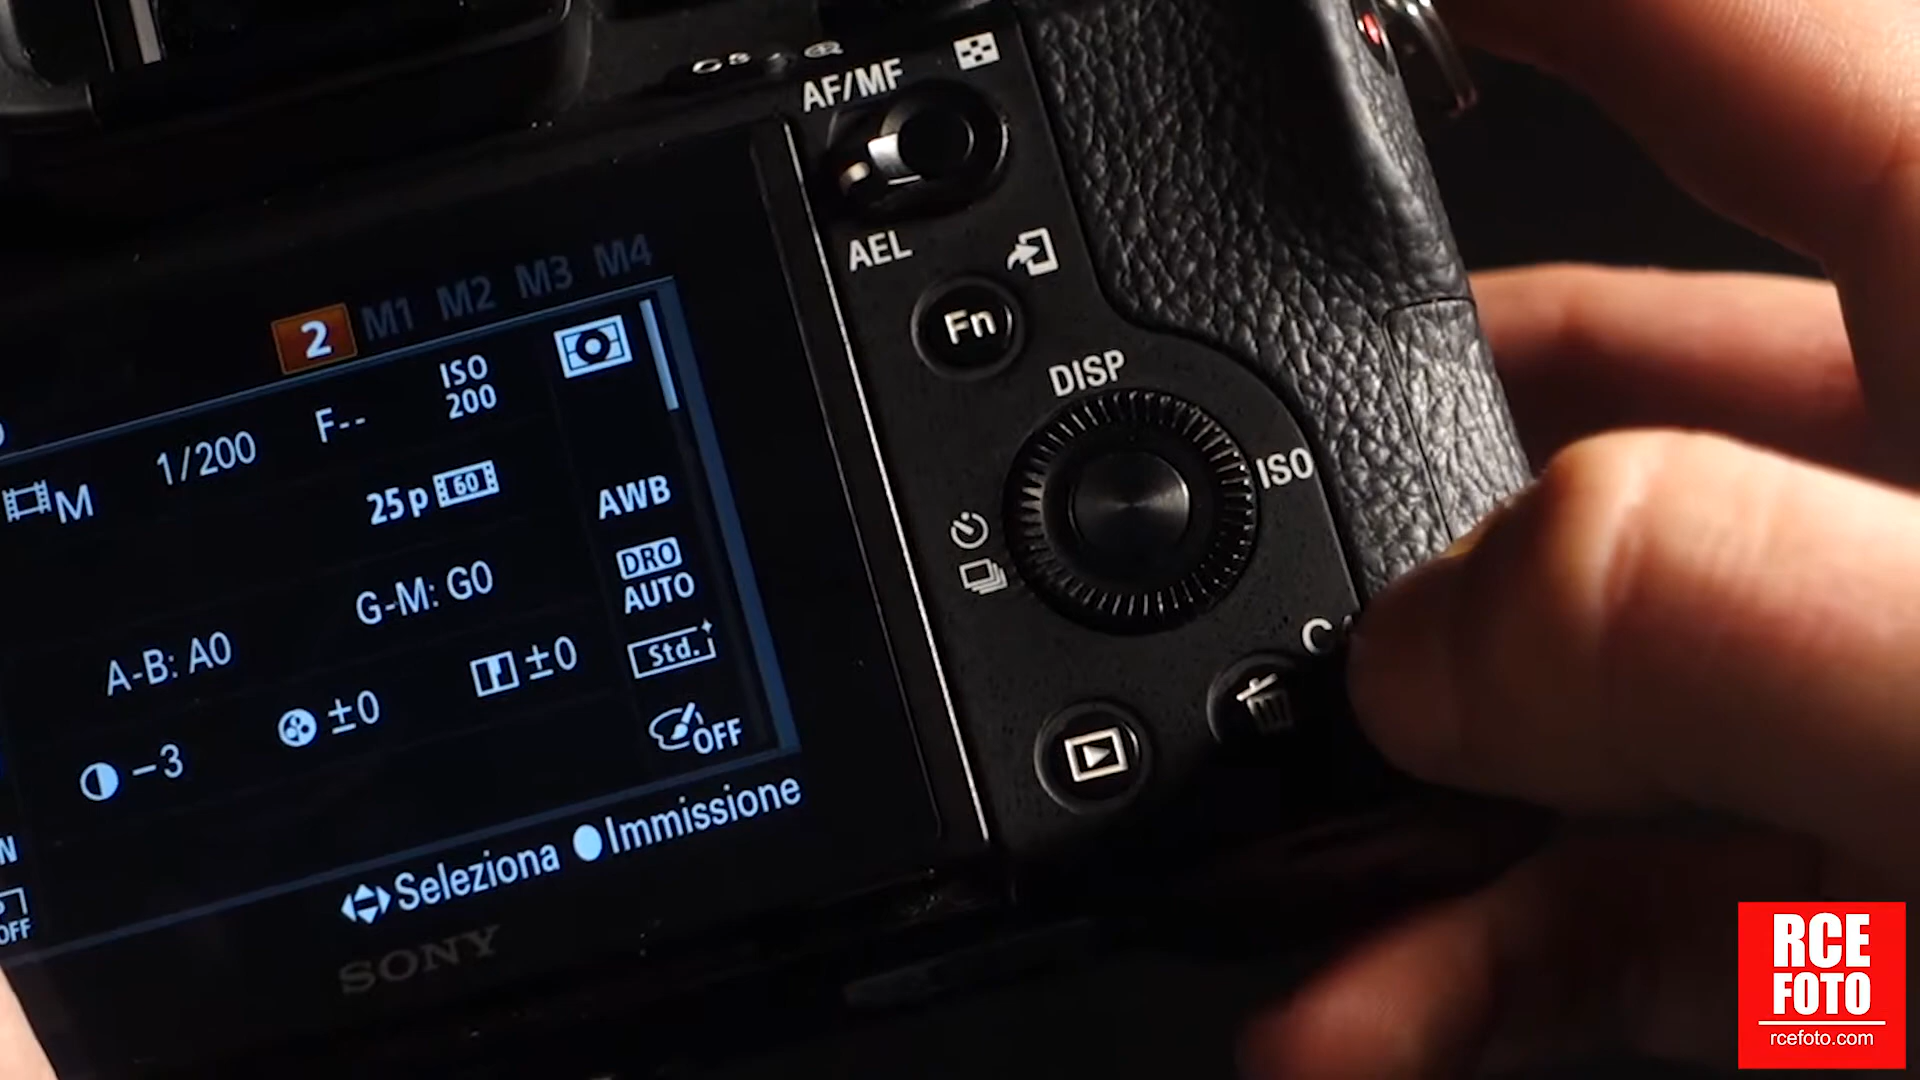 AF/MF
AEL
Fn
DISP
ISO
2 M1 M2 M3 M4
M 1/200 F-- ISO 200
25p 60
AWB
DRO AUTO
A-B: A0 G-M: G0
Std.
-3 ±0 ±0
OFF
OFF
Seleziona Immissione
SONY
RCE
FOTO
rcefoto.com